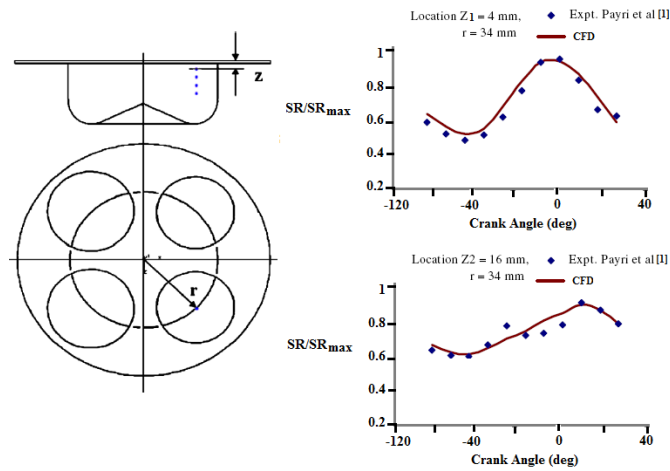 z
r
Location Z1 = 4 mm,
r = 34 mm
Expt. Payri et al [1]
CFD
SR/SRmax
1
0.8
0.6
0.4
0.2
-120
-80
-40
0
40
Crank Angle (deg)
Location Z2 = 16 mm,
r = 34 mm
Expt. Payri et al [1]
CFD
SR/SRmax
1
0.8
0.6
0.4
0.2
-120
-80
-40
0
40
Crank Angle (deg)